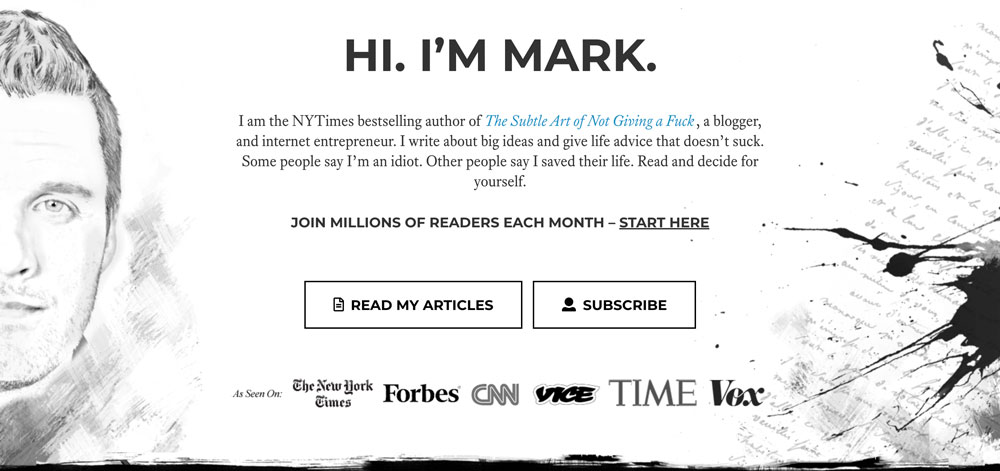 HI. I’M MARK.
I am the NYTimes bestselling author of The Subtle Art of Not Giving a Fuck, a blogger,
and internet entrepreneur. I write about big ideas and give life advice that doesn’t suck.
Some people say I’m an idiot. Other people say I saved their life. Read and decide for
yourself.
JOIN MILLIONS OF READERS EACH MONTH – START HERE
READ MY ARTICLES
SUBSCRIBE
As Seen On: The New York Times Forbes CNN VICE TIME Vox